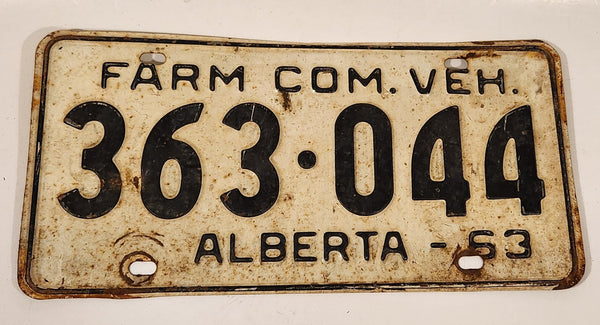 FARM COM. VEH.
363·044
ALBERTA - 63